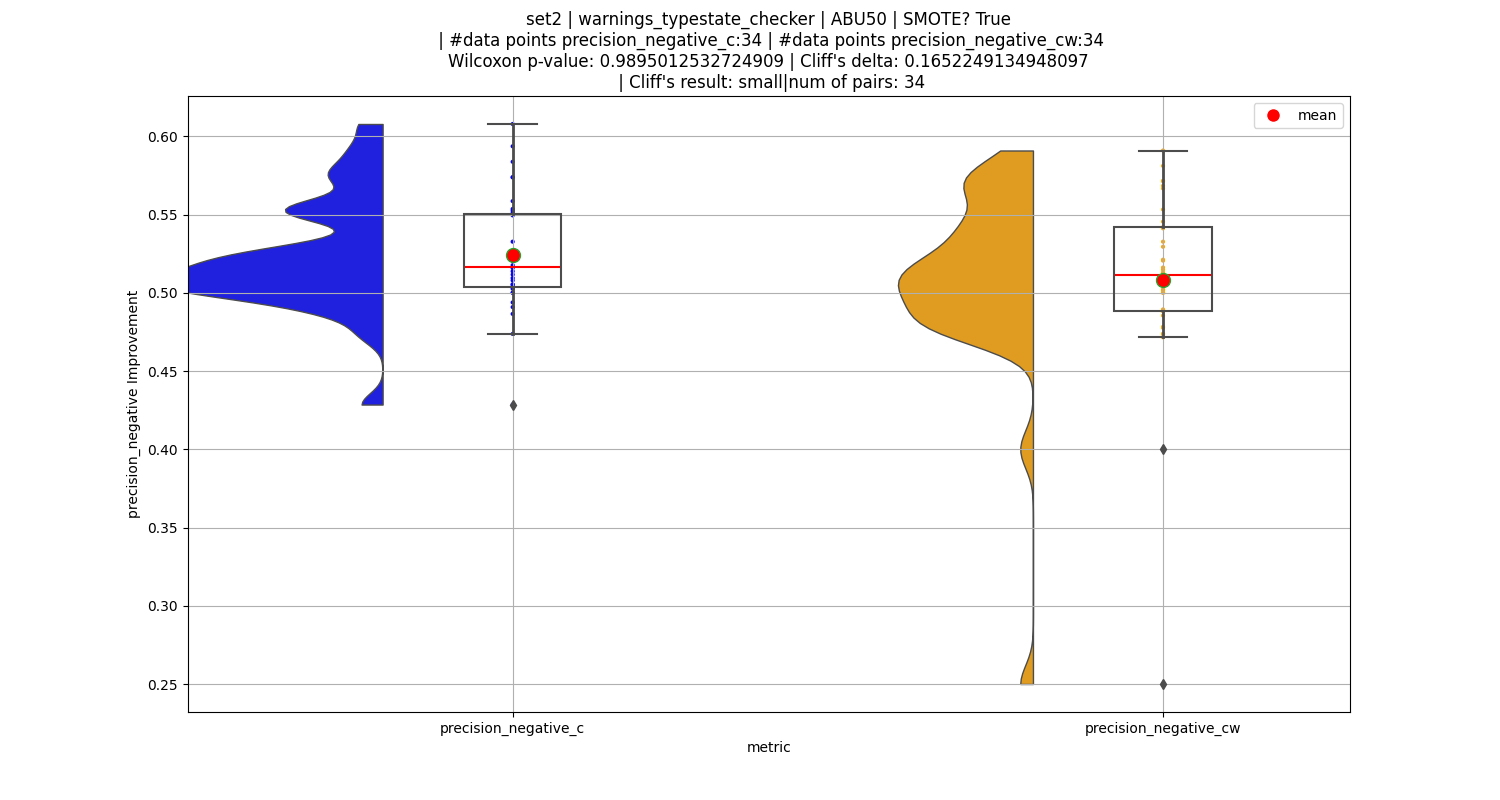 set2 | warnings_typestate_checker | ABU50 | SMOTE? True
| #data points precision_negative_c:34 | #data points precision_negative_cw:34
Wilcoxon p-value: 0.9895012532724909 | Cliff's delta: 0.1652249134948097
| Cliff's result: small|num of pairs: 34
mean
0.60
0.55
0.50
0.45
0.40
0.35
0.30
0.25
precision_negative Improvement
precision_negative_c
precision_negative_cw
metric